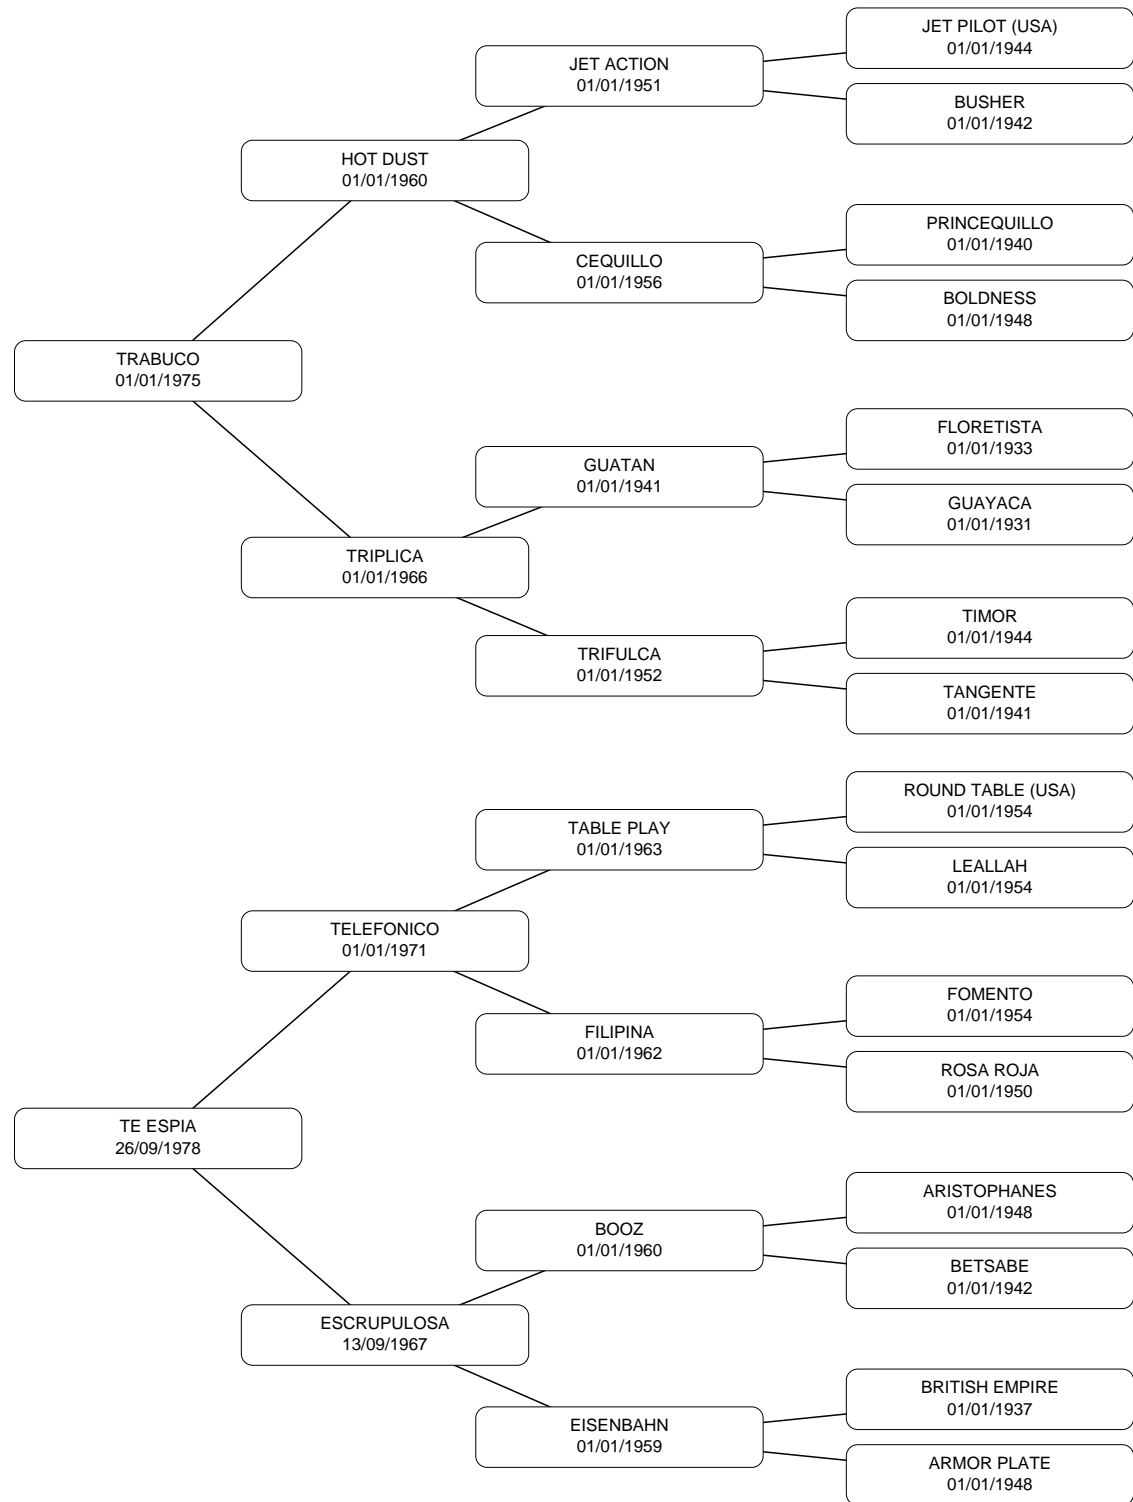 JET PILOT (USA)
01/01/1944
JET ACTION
01/01/1951
BUSHER
01/01/1942
HOT DUST
01/01/1960
PRINCEQUILLO
01/01/1940
CEQUILLO
01/01/1956
BOLDNESS
01/01/1948
TRABUCO
01/01/1975
FLORETISTA
01/01/1933
GUATAN
01/01/1941
GUAYACA
01/01/1931
TRIPLICA
01/01/1966
TIMOR
01/01/1944
TRIFULCA
01/01/1952
TANGENTE
01/01/1941
ROUND TABLE (USA)
01/01/1954
TABLE PLAY
01/01/1963
LEALLAH
01/01/1954
TELEFONICO
01/01/1971
FOMENTO
01/01/1954
FILIPINA
01/01/1962
ROSA ROJA
01/01/1950
TE ESPIA
26/09/1978
ARISTOPHANES
01/01/1948
BOOZ
01/01/1960
BETSABE
01/01/1942
ESCRUPULOSA
13/09/1967
BRITISH EMPIRE
01/01/1937
EISENBAHN
01/01/1959
ARMOR PLATE
01/01/1948